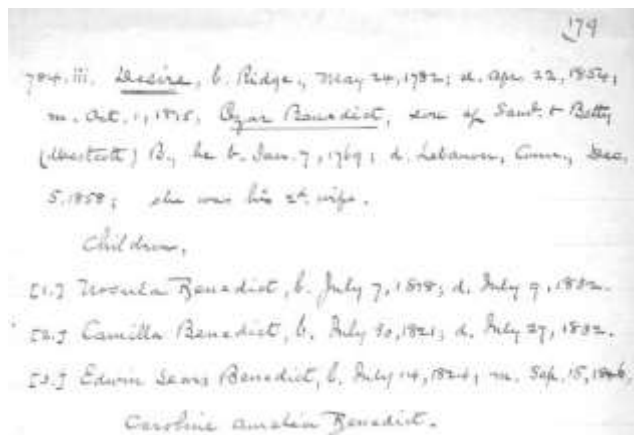 179
784. iii. Desire, b. Ridge., May 24, 1782; d. Apr. 22, 1854;
m. Oct. 1, 1815, Benedict, son of Saml. & Betty
(Westcott) B., he b. Jan. 7, 1769; d. Lebanon, Conn., Dec.
5, 1858; she was his 2d. wife.
Children,
[1.] Ursula Benedict, b. July 7, 1818; d. July 9, 1832.
[2.] Camilla Benedict, b. July 30, 1821; d. July 27, 1832.
[3.] Edwin Sears Benedict, b. July 14, 1824; m. Sep. 15, 1846,
Caroline Amelia Benedict.